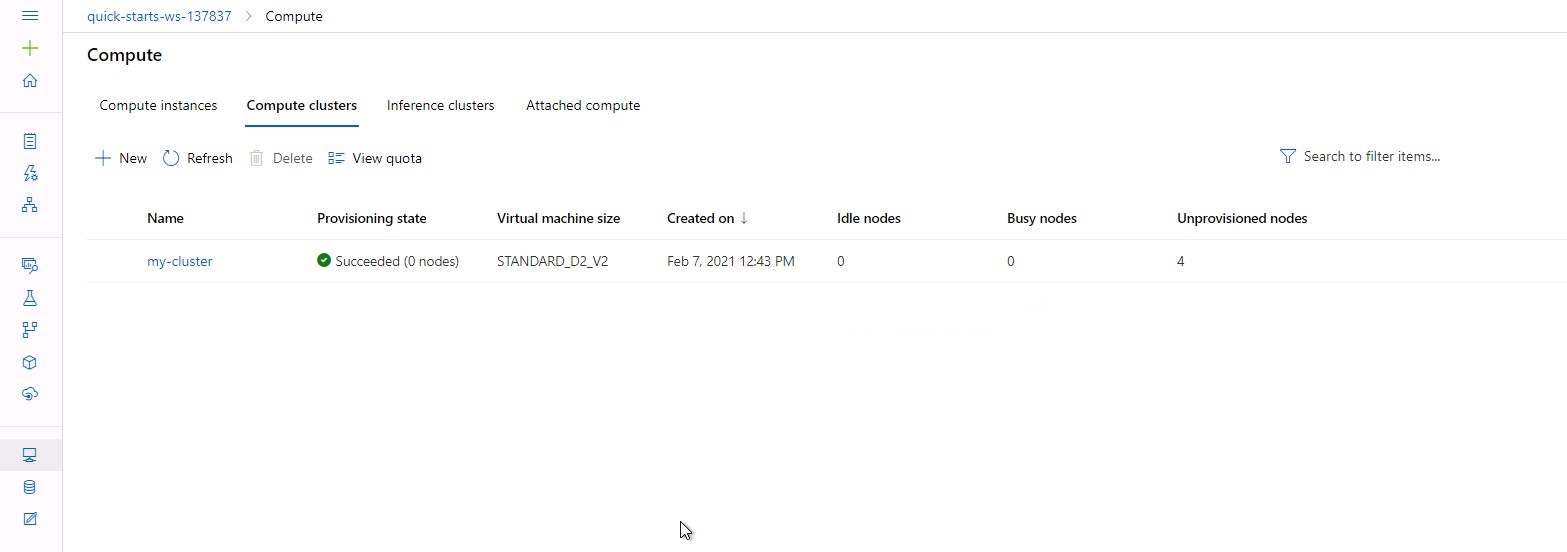 quick-starts-ws-137837 > Compute
Compute
Compute instances Compute clusters Inference clusters Attached compute
New Refresh Delete View quota Search to filter items...
Name Provisioning state Virtual machine size Created on ↓ Idle nodes Busy nodes Unprovisioned nodes
my-cluster Succeeded (0 nodes) STANDARD_D2_V2 Feb 7, 2021 12:43 PM 0 0 4